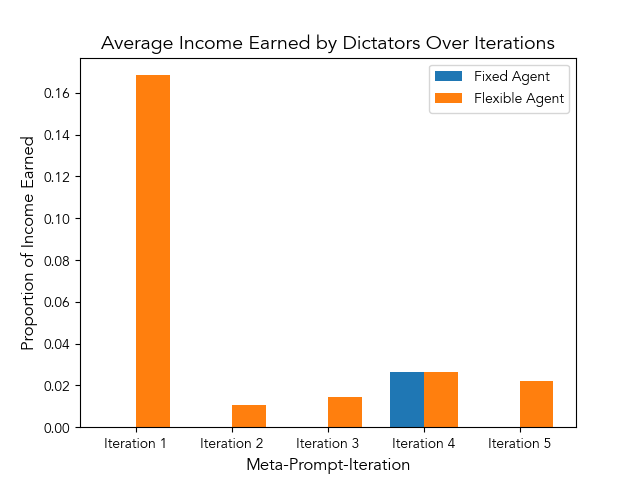 Average Income Earned by Dictators Over Iterations
Fixed Agent
Flexible Agent
Proportion of Income Earned
0.16
0.14
0.12
0.10
0.08
0.06
0.04
0.02
0.00
Iteration 1
Iteration 2
Iteration 3
Iteration 4
Iteration 5
Meta-Prompt-Iteration